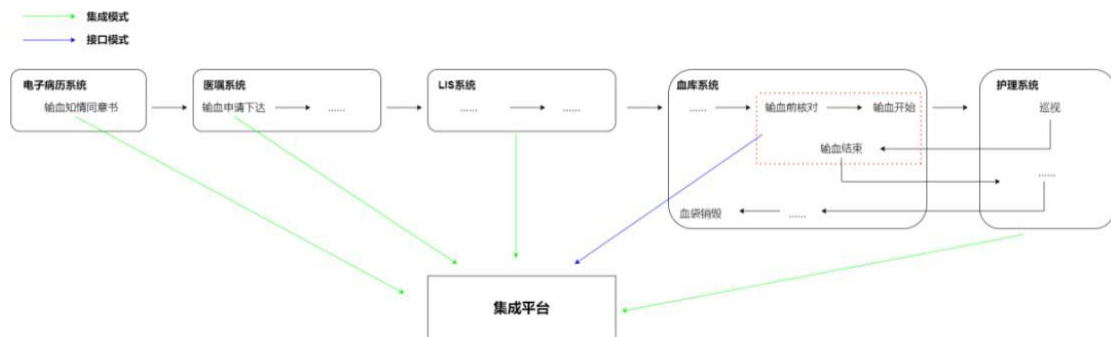 集成模式
接口模式
电子病历系统
输血知情同意书
医嘱系统
输血申请下达
……
LIS系统
……
……
血库系统
……
输血前核对
输血开始
输血结束
血袋销毁
……
护理系统
巡视
……
集成平台